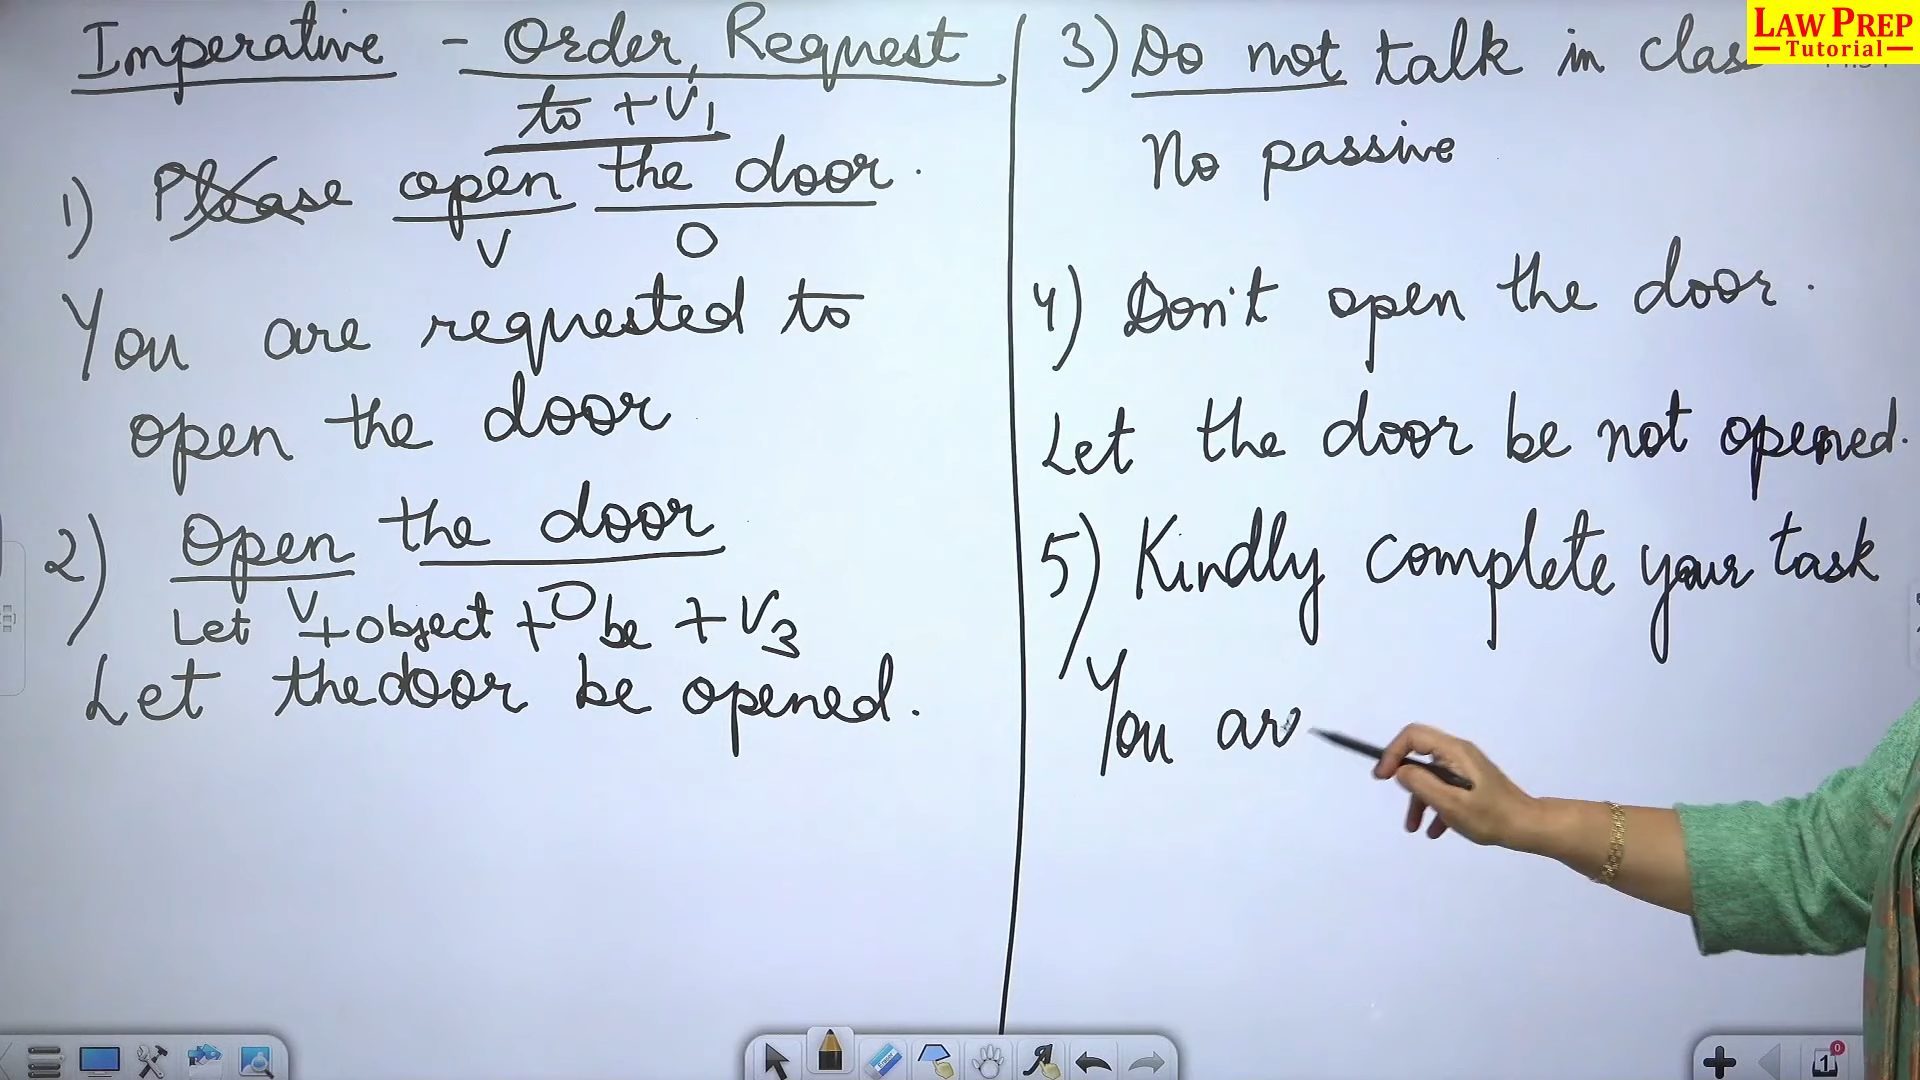 Imperative - Order, Request
to + V1
1) Please open the door.
V O
You are requested to
open the door
2) Open the door
V O
Let + object + be + V3
Let the door be opened.
3) Do not talk in clas
No passive
4) Don't open the door.
Let the door be not opened.
5) Kindly complete your task
You ar
LAW PREP
Tutorial